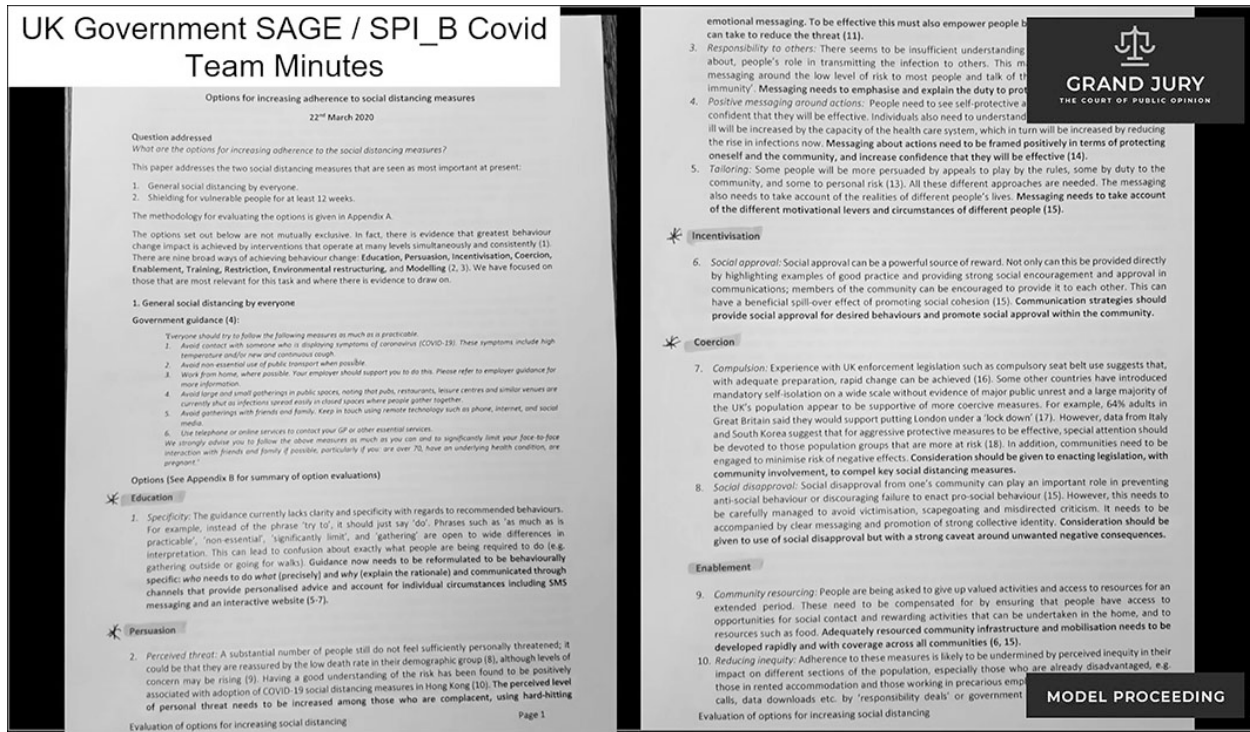 UK Government SAGE / SPI_B Covid
Team Minutes
Options for increasing adherence to social distancing measures
22nd March 2020
Question addressed
What are the options for increasing adherence to the social distancing measures?
This paper addresses the two social distancing measures that are seen as most important at present:
1. General social distancing by everyone.
2. Shielding for vulnerable people for at least 12 weeks.
The methodology for evaluating the options is given in Appendix A.
The options set out below are not mutually exclusive. In fact, there is evidence that greatest behaviour
change impact is achieved by interventions that operate at many levels simultaneously and consistently (1).
There are nine broad ways of achieving behaviour change: Education, Persuasion, Incentivisation, Coercion,
Enablement, Training, Restriction, Environmental restructuring, and Modelling (2, 3). We have focused on
those that are most relevant for this task and where there is evidence to draw on.
1. General social distancing by everyone
Government guidance (4):
"Everyone should try to follow the following measures as much as is practicable.
1. Avoid contact with someone who is displaying symptoms of coronavirus (COVID-19). These symptoms include high
temperature and/or new and continuous cough.
2. Avoid non-essential use of public transport when possible.
3. Work from home, where possible. Your employer should support you to do this. Please refer to employer guidance for
more information.
4. Avoid large and small gatherings in public spaces, noting that pubs, restaurants, leisure centres and similar venues are
currently shut as infections spread easily in closed spaces where people gather together.
5. Avoid gatherings with friends and family. Keep in touch using remote technology such as phone, internet, and social
media.
6. Use telephone or online services to contact your GP or other essential services.
We strongly advise you to follow the above measures as much as you can and to significantly limit your face-to-face
interaction with friends and family if possible, particularly if you are over 70, have an underlying health condition, are
pregnant."
Options (See Appendix B for summary of option evaluations)
Education
1. Specificity: The guidance currently lacks clarity and specificity with regards to recommended behaviours.
For example, instead of the phrase 'try to', it should just say 'do'. Phrases such as 'as much as is
practicable', 'non-essential', 'significantly limit', and 'gathering' are open to wide differences in
interpretation. This can lead to confusion about exactly what people are being required to do (e.g.
gathering outside or going for walks). Guidance now needs to be reformulated to be behaviourally
specific: who needs to do what (precisely) and why (explain the rationale) and communicated through
channels that provide personalised advice and account for individual circumstances including SMS
messaging and an interactive website (5-7).
Persuasion
2. Perceived threat: A substantial number of people still do not feel sufficiently personally threatened; it
could be that they are reassured by the low death rate in their demographic group (8), although levels of
concern may be rising (9). Having a good understanding of the risk has been found to be positively
associated with adoption of COVID-19 social distancing measures in Hong Kong (10). The perceived level
of personal threat needs to be increased among those who are complacent, using hard-hitting
Evaluation of options for increasing social distancing
Page 1
emotional messaging. To be effective this must also empower people
can take to reduce the threat (11).
3. Responsibility to others: There seems to be insufficient understanding
about, people's role in transmitting the infection to others. This
messaging around the low level of risk to most people and talk of
immunity'. Messaging needs to emphasise and explain the duty to
4. Positive messaging around actions: People need to see self-protective
confident that they will be effective. Individuals also need to understand
ill will be increased by the capacity of the health care system, which in turn will be increased by reducing
the rise in infections now. Messaging about actions need to be framed positively in terms of protecting
oneself and the community, and increase confidence that they will be effective (14).
5. Tailoring: Some people will be more persuaded by appeals to play by the rules, some by duty to the
community, and some to personal risk (13). All these different approaches are needed. The messaging
also needs to take account of the realities of different people's lives. Messaging needs to take account
of the different motivational levers and circumstances of different people (15).
Incentivisation
6. Social approval: Social approval can be a powerful source of reward. Not only can this be provided directly
by highlighting examples of good practice and providing strong social encouragement and approval in
communications; members of the community can be encouraged to provide it to each other. This can
have a beneficial spill-over effect of promoting social cohesion (15). Communication strategies should
provide social approval for desired behaviours and promote social approval within the community.
Coercion
7. Compulsion: Experience with UK enforcement legislation such as compulsory seat belt use suggests that,
with adequate preparation, rapid change can be achieved (16). Some other countries have introduced
mandatory self-isolation on a wide scale without evidence of major public unrest and a large majority of
the UK's population appear to be supportive of more coercive measures. For example, 64% adults in
Great Britain said they would support putting London under a 'lock down' (17). However, data from Italy
and South Korea suggest that for aggressive protective measures to be effective, special attention should
be devoted to those population groups that are more at risk (18). In addition, communities need to be
engaged to minimise risk of negative effects. Consideration should be given to enacting legislation, with
community involvement, to compel key social distancing measures.
8. Social disapproval: Social disapproval from one's community can play an important role in preventing
anti-social behaviour or discouraging failure to enact pro-social behaviour (15). However, this needs to
be carefully managed to avoid victimisation, scapegoating and misdirected criticism. It needs to be
accompanied by clear messaging and promotion of strong collective identity. Consideration should be
given to use of social disapproval but with a strong caveat around unwanted negative consequences.
Enablement
9. Community resourcing: People are being asked to give up valued activities and access to resources for an
extended period. These need to be compensated for by ensuring that people have access to
opportunities for social contact and rewarding activities that can be undertaken in the home, and to
resources such as food. Adequately resourced community infrastructure and mobilisation needs to be
developed rapidly and with coverage across all communities (6, 15).
10. Reducing inequity: Adherence to these measures is likely to be undermined by perceived inequity in their
impact on different sections of the population, especially those who are already disadvantaged, e.g.
those in rented accommodation and those working in precarious
calls, data downloads etc. by 'responsibility deals' or government
Evaluation of options for increasing social distancing
GRAND JURY
THE COURT OF PUBLIC OPINION
MODEL PROCEEDING